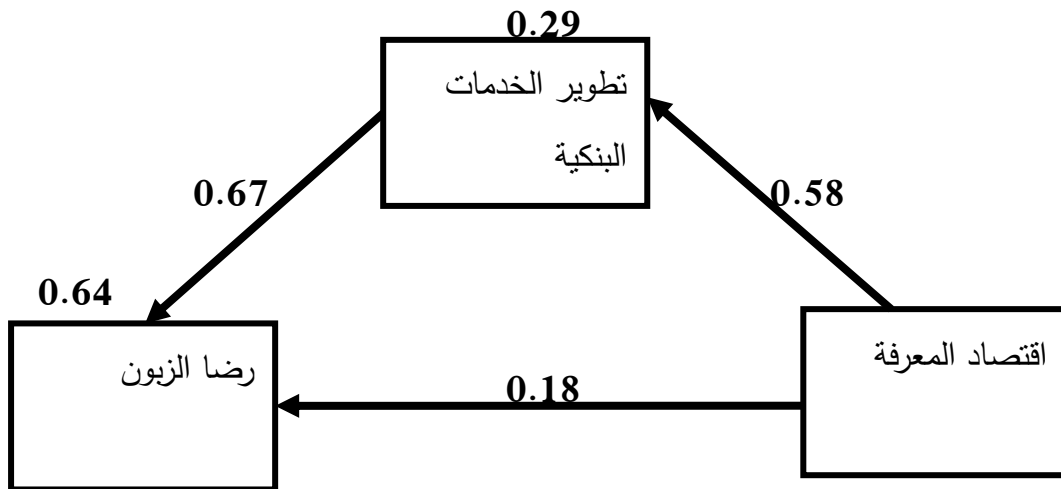 0.29
تطوير الخدمات
البنكية
0.67
0.58
0.64
رضا الزبون
اقتصاد المعرفة
0.18